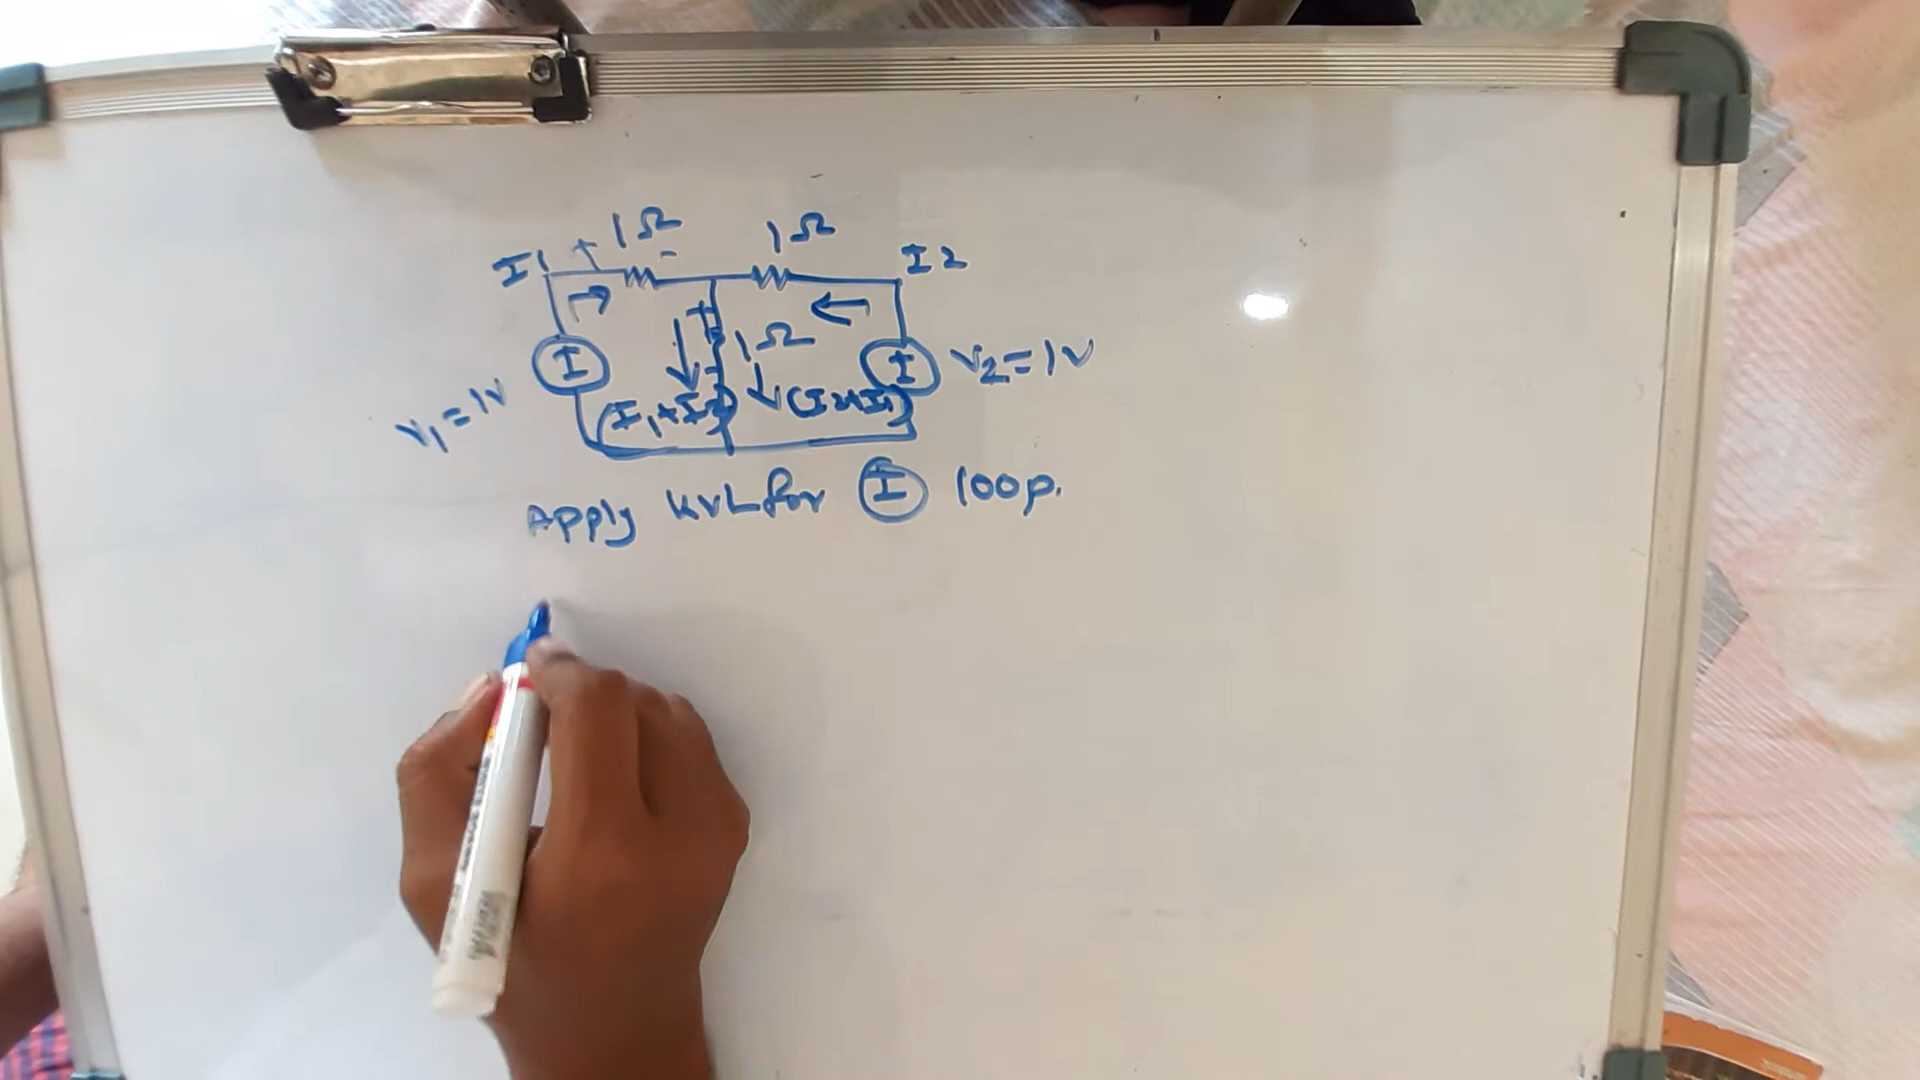 1Ω 1Ω
I1 + - I2
I + 1Ω I V2=1V
V1=1V (I1+I2) (I2+I1)
Apply KVL for I loop.